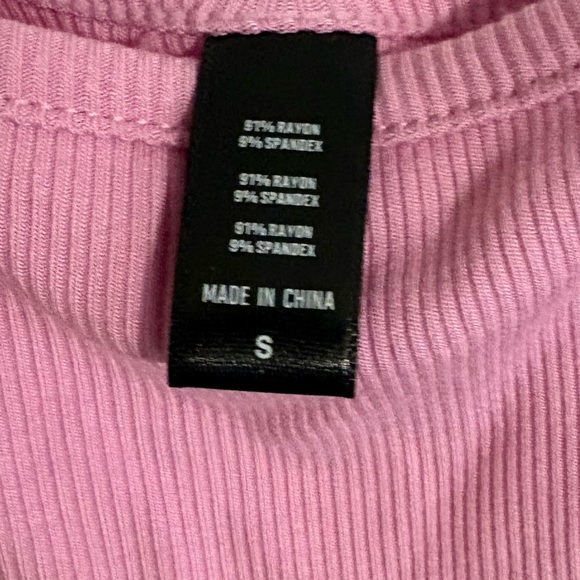 91% RAYON
9% SPANDEX
91% RAYON
9% SPANDEX
91% RAYON
9% SPANDEX
MADE IN CHINA
S